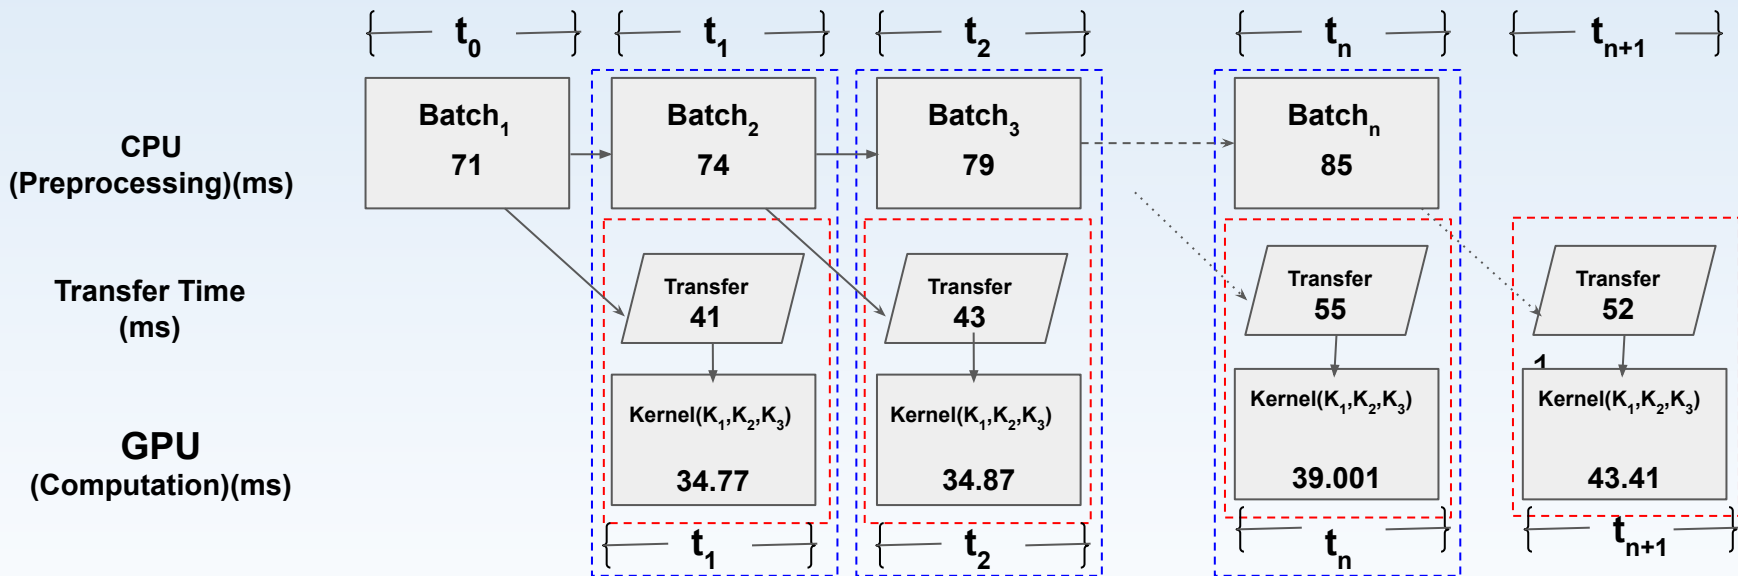 t0 t1 t2 tn tn+1
CPU
(Preprocessing)(ms)
Batch1
71
Batch2
74
Batch3
79
Batchn
85
Transfer Time
(ms)
Transfer
41
Transfer
43
Transfer
55
Transfer
52
1
GPU
(Computation)(ms)
Kernel(K1,K2,K3)
34.77
Kernel(K1,K2,K3)
34.87
Kernel(K1,K2,K3)
39.001
Kernel(K1,K2,K3)
43.41
t1 t2 tn tn+1